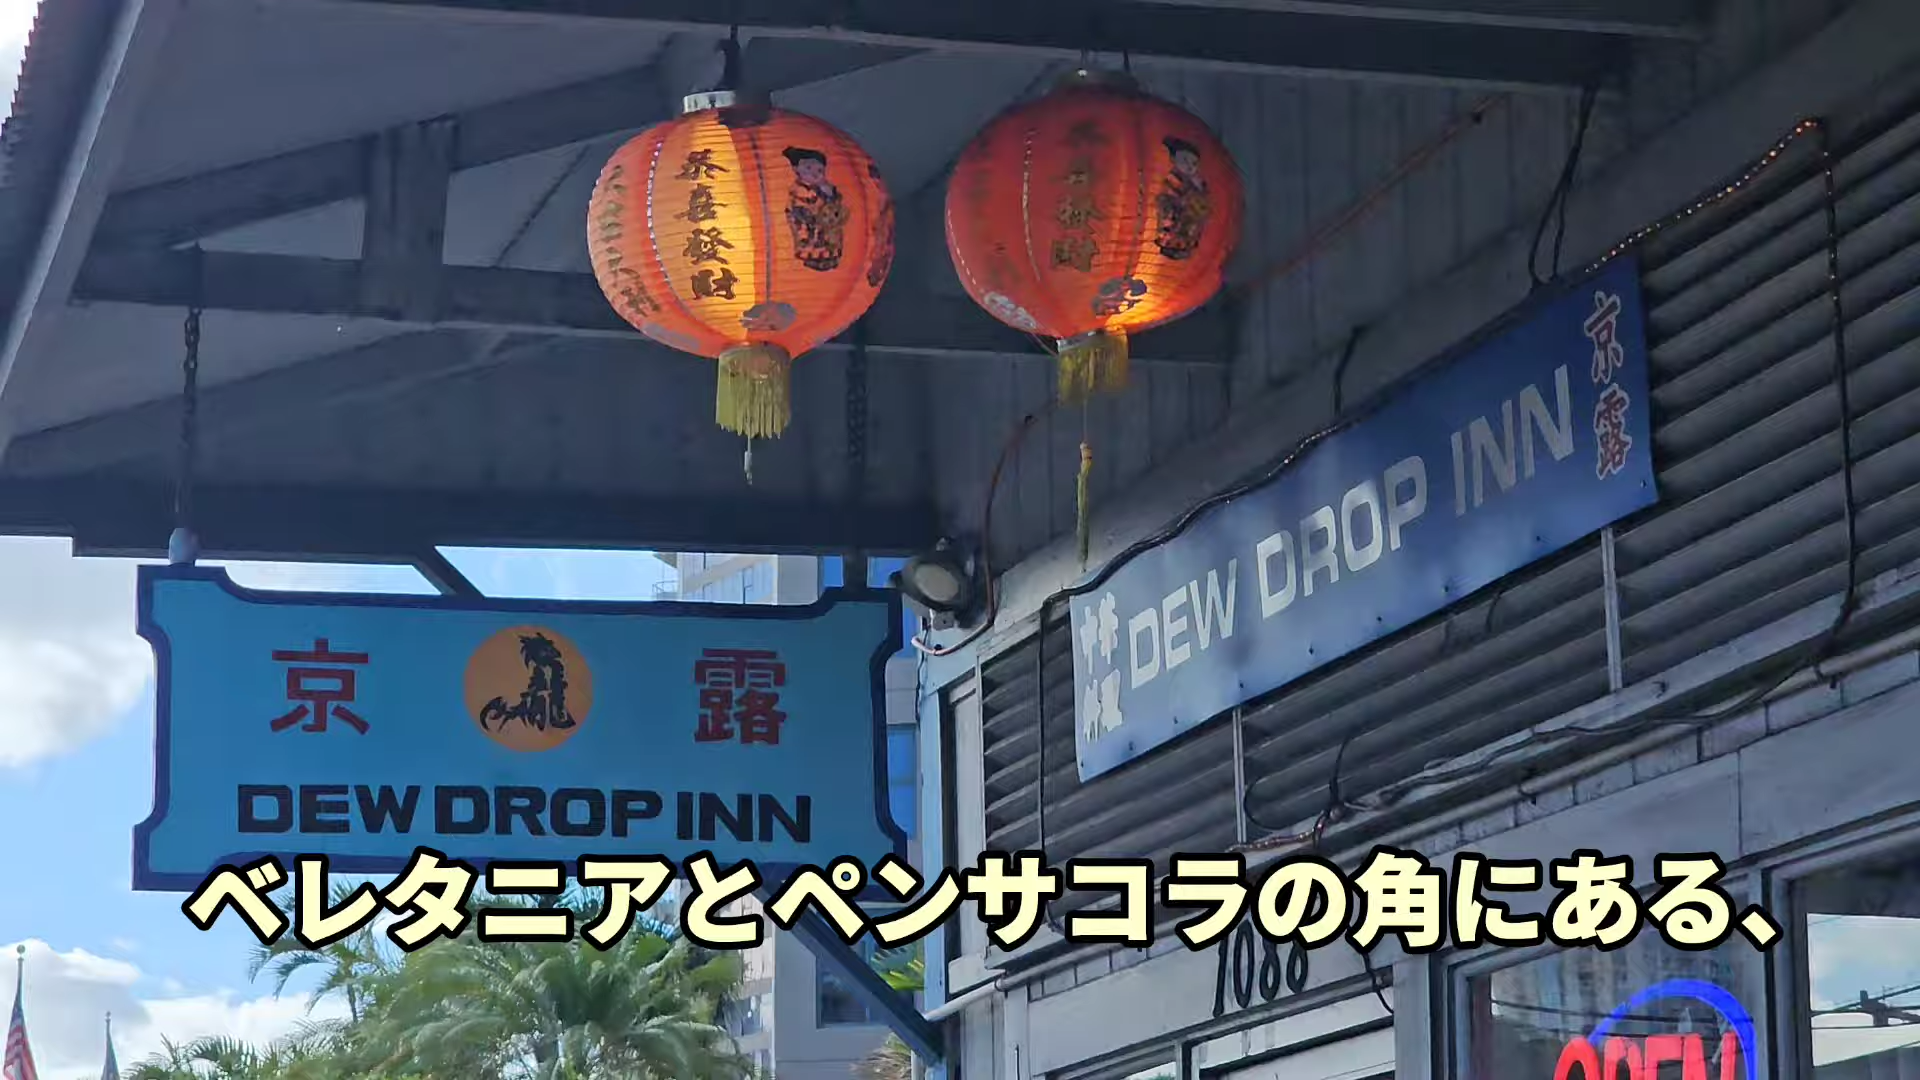 恭喜發財
恭喜發財
京露
DEW DROP INN
京 龍 露
DEW DROP INN
ベレタニアとペンサコラの角にある、
1088
OPEN